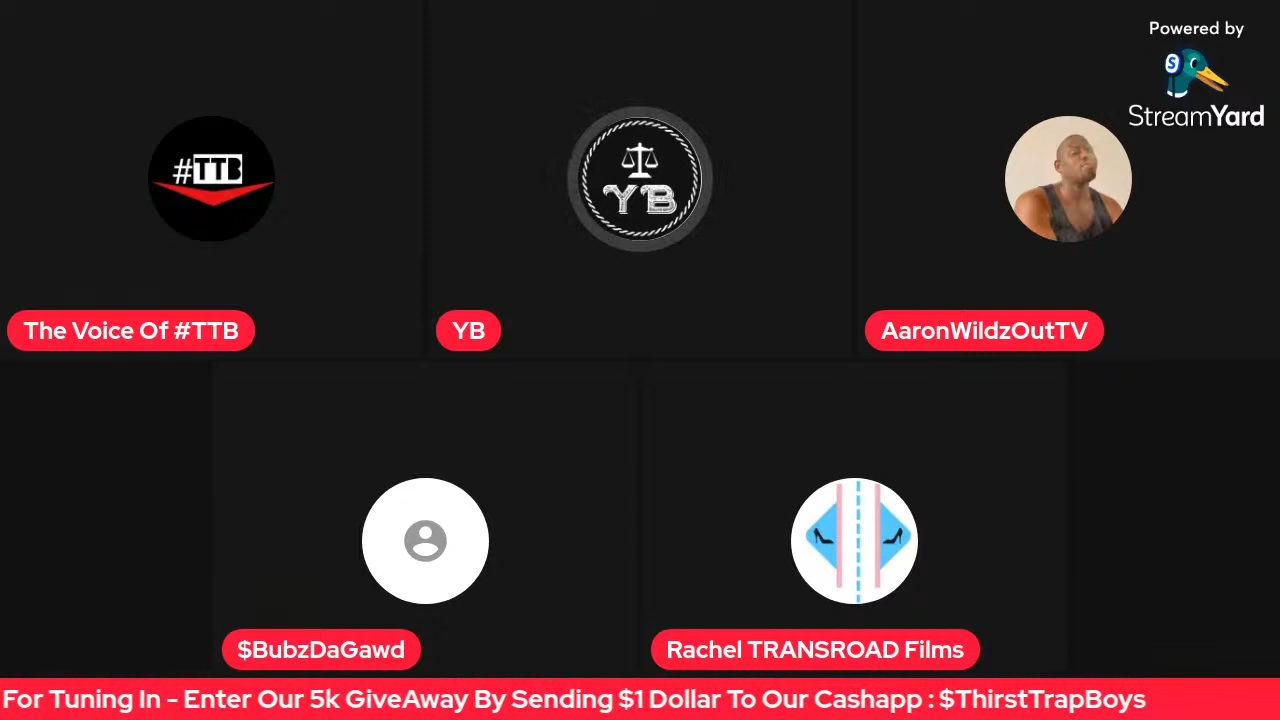 Powered by
StreamYard
#TTB
YB
The Voice Of #TTB
YB
AaronWildzOutTV
$BubzDaGawd
Rachel TRANSROAD Films
For Tuning In - Enter Our 5k GiveAway By Sending $1 Dollar To Our Cashapp : $ThirstTrapBoys